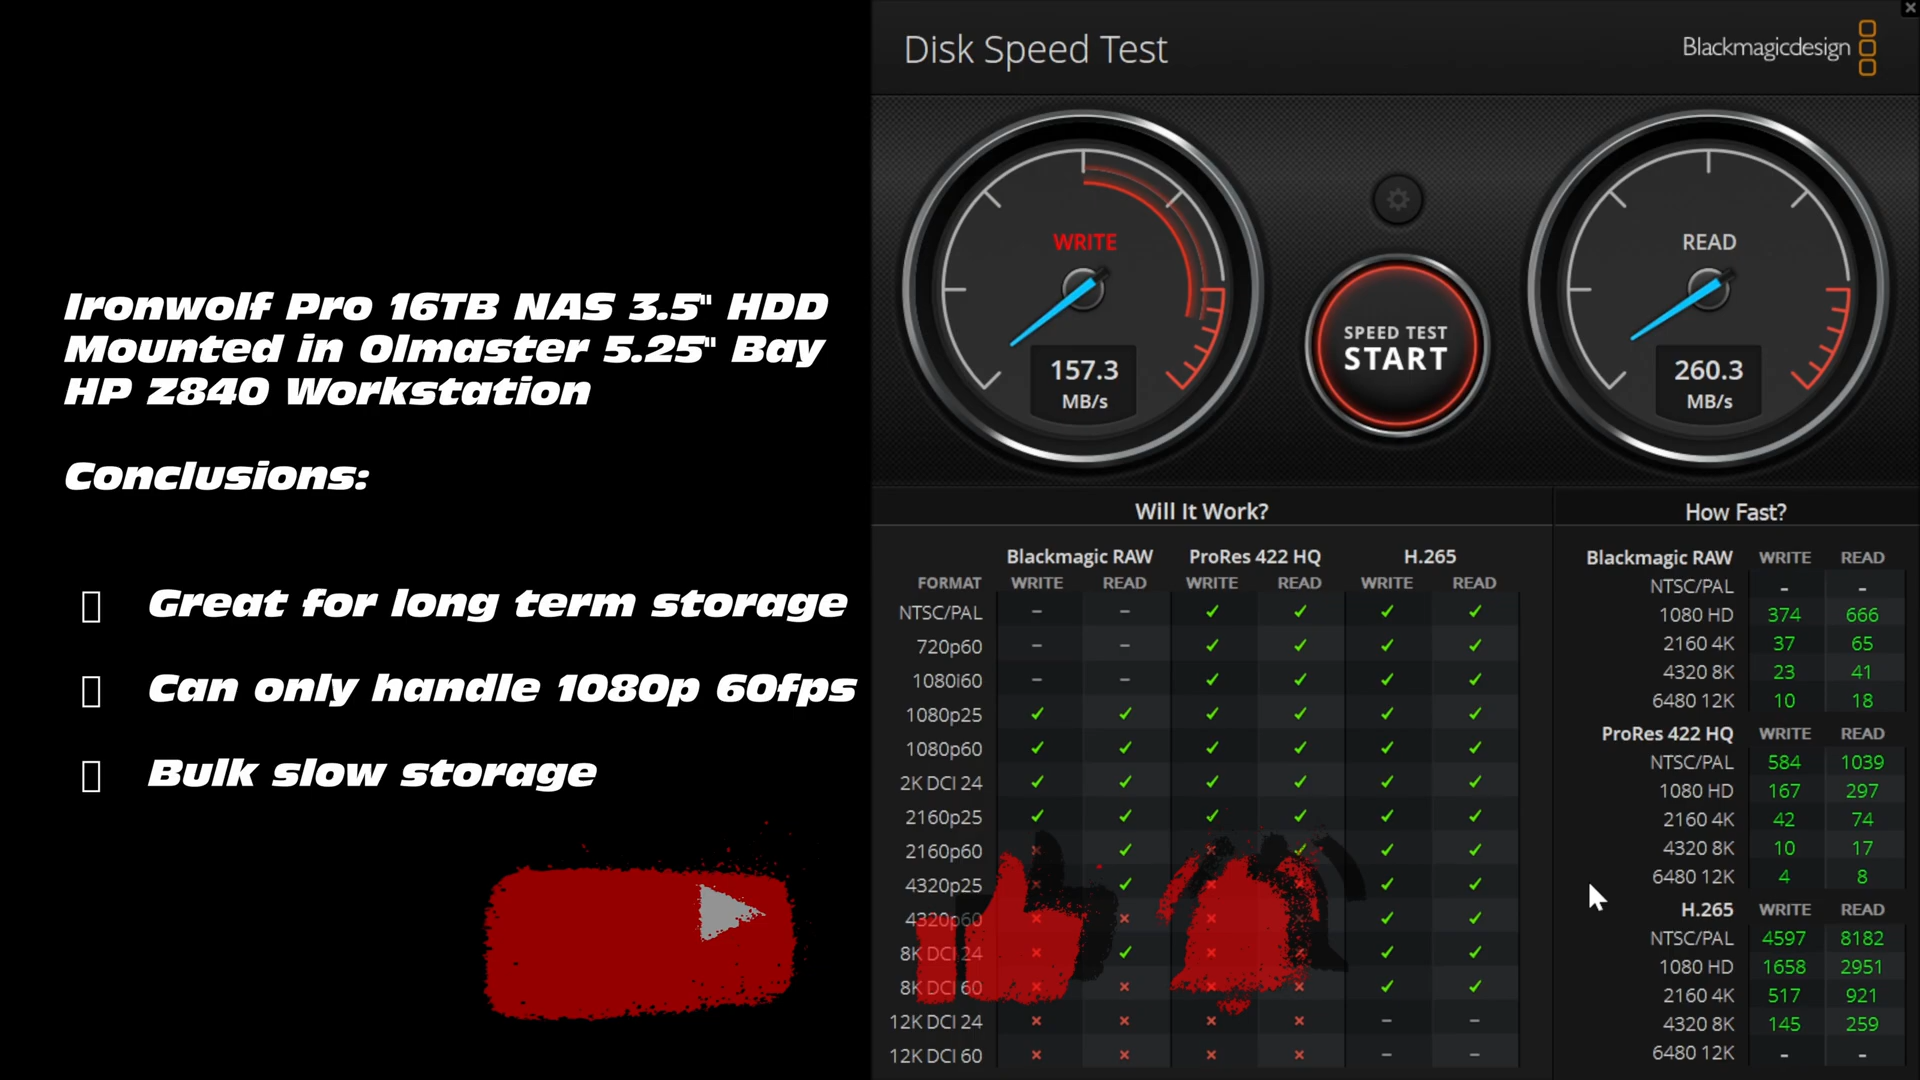 Ironwolf Pro 16TB NAS 3.5" HDD
Mounted in Olmaster 5.25" Bay
HP Z840 Workstation
Conclusions:
Great for long term storage
Can only handle 1080p 60fps
Bulk slow storage
Disk Speed Test
Blackmagicdesign
WRITE
157.3
MB/s
SPEED TEST
START
READ
260.3
MB/s
Will It Work?
Blackmagic RAW ProRes 422 HQ H.265
FORMAT WRITE READ WRITE READ WRITE READ
NTSC/PAL – – ✓ ✓ ✓ ✓
720p60 – – ✓ ✓ ✓ ✓
1080i60 – – ✓ ✓ ✓ ✓
1080p25 ✓ ✓ ✓ ✓ ✓ ✓
1080p60 ✓ ✓ ✓ ✓ ✓ ✓
2K DCI 24 ✓ ✓ ✓ ✓ ✓ ✓
2160p25 ✓ ✓ ✓ ✓ ✓ ✓
2160p60 × ✓ × ✓ ✓ ✓
4320p25 × ✓ × × ✓ ✓
4320p60 × × × × ✓ ✓
8K DCI 24 × ✓ × ✓ ✓
8K DCI 60 × × × × ✓ ✓
12K DCI 24 × × × × – –
12K DCI 60 × × × × – –
How Fast?
Blackmagic RAW WRITE READ
NTSC/PAL - -
1080 HD 374 666
2160 4K 37 65
4320 8K 23 41
6480 12K 10 18
ProRes 422 HQ WRITE READ
NTSC/PAL 584 1039
1080 HD 167 297
2160 4K 42 74
4320 8K 10 17
6480 12K 4 8
H.265 WRITE READ
NTSC/PAL 4597 8182
1080 HD 1658 2951
2160 4K 517 921
4320 8K 145 259
6480 12K - -